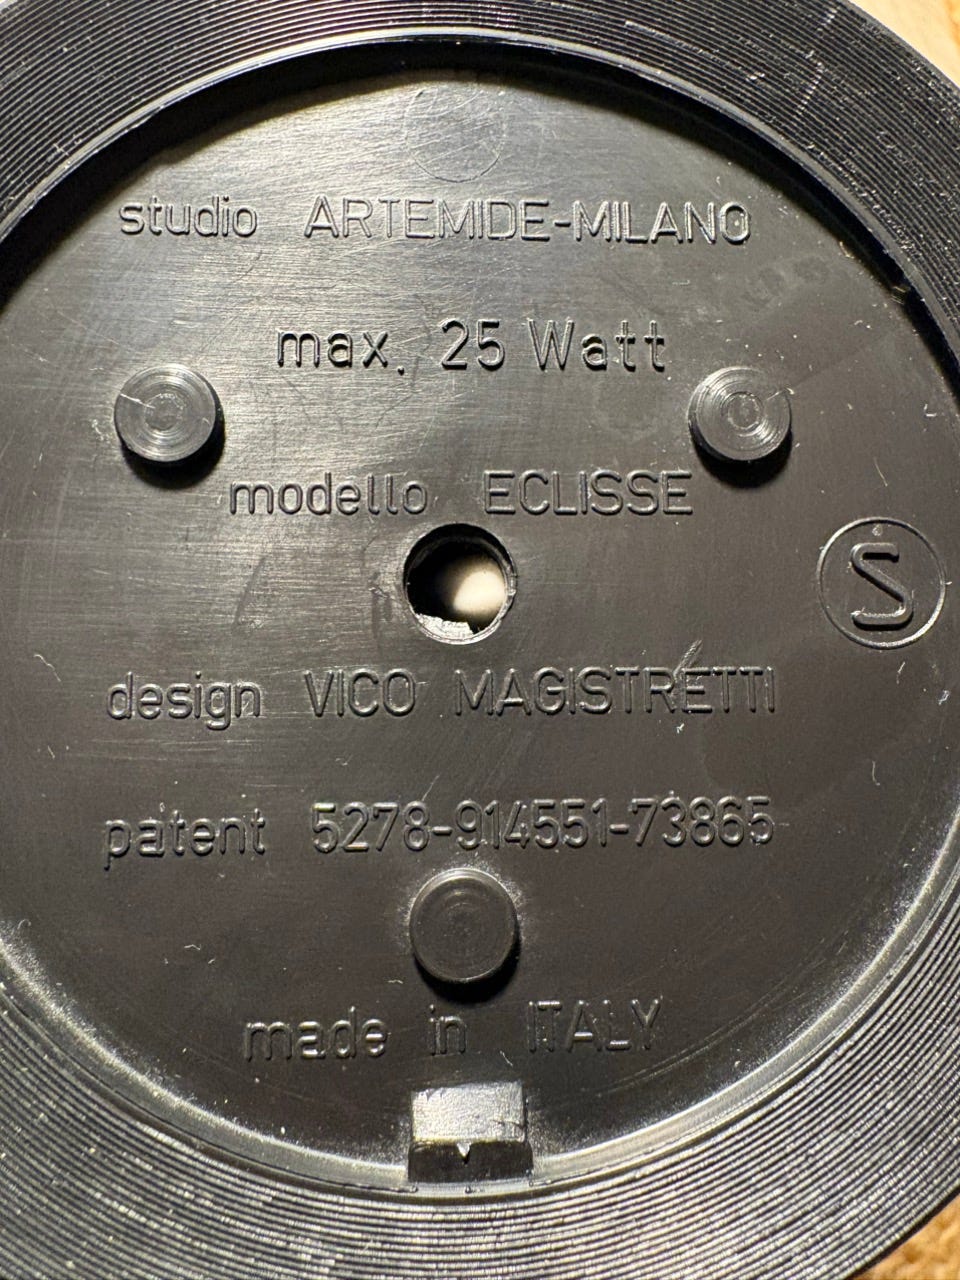 studio ARTEMIDE-MILANO
max. 25 Watt
modello ECLISSE
S
design VICO MAGISTRETTI
patent 5278-914551-73865
made in ITALY